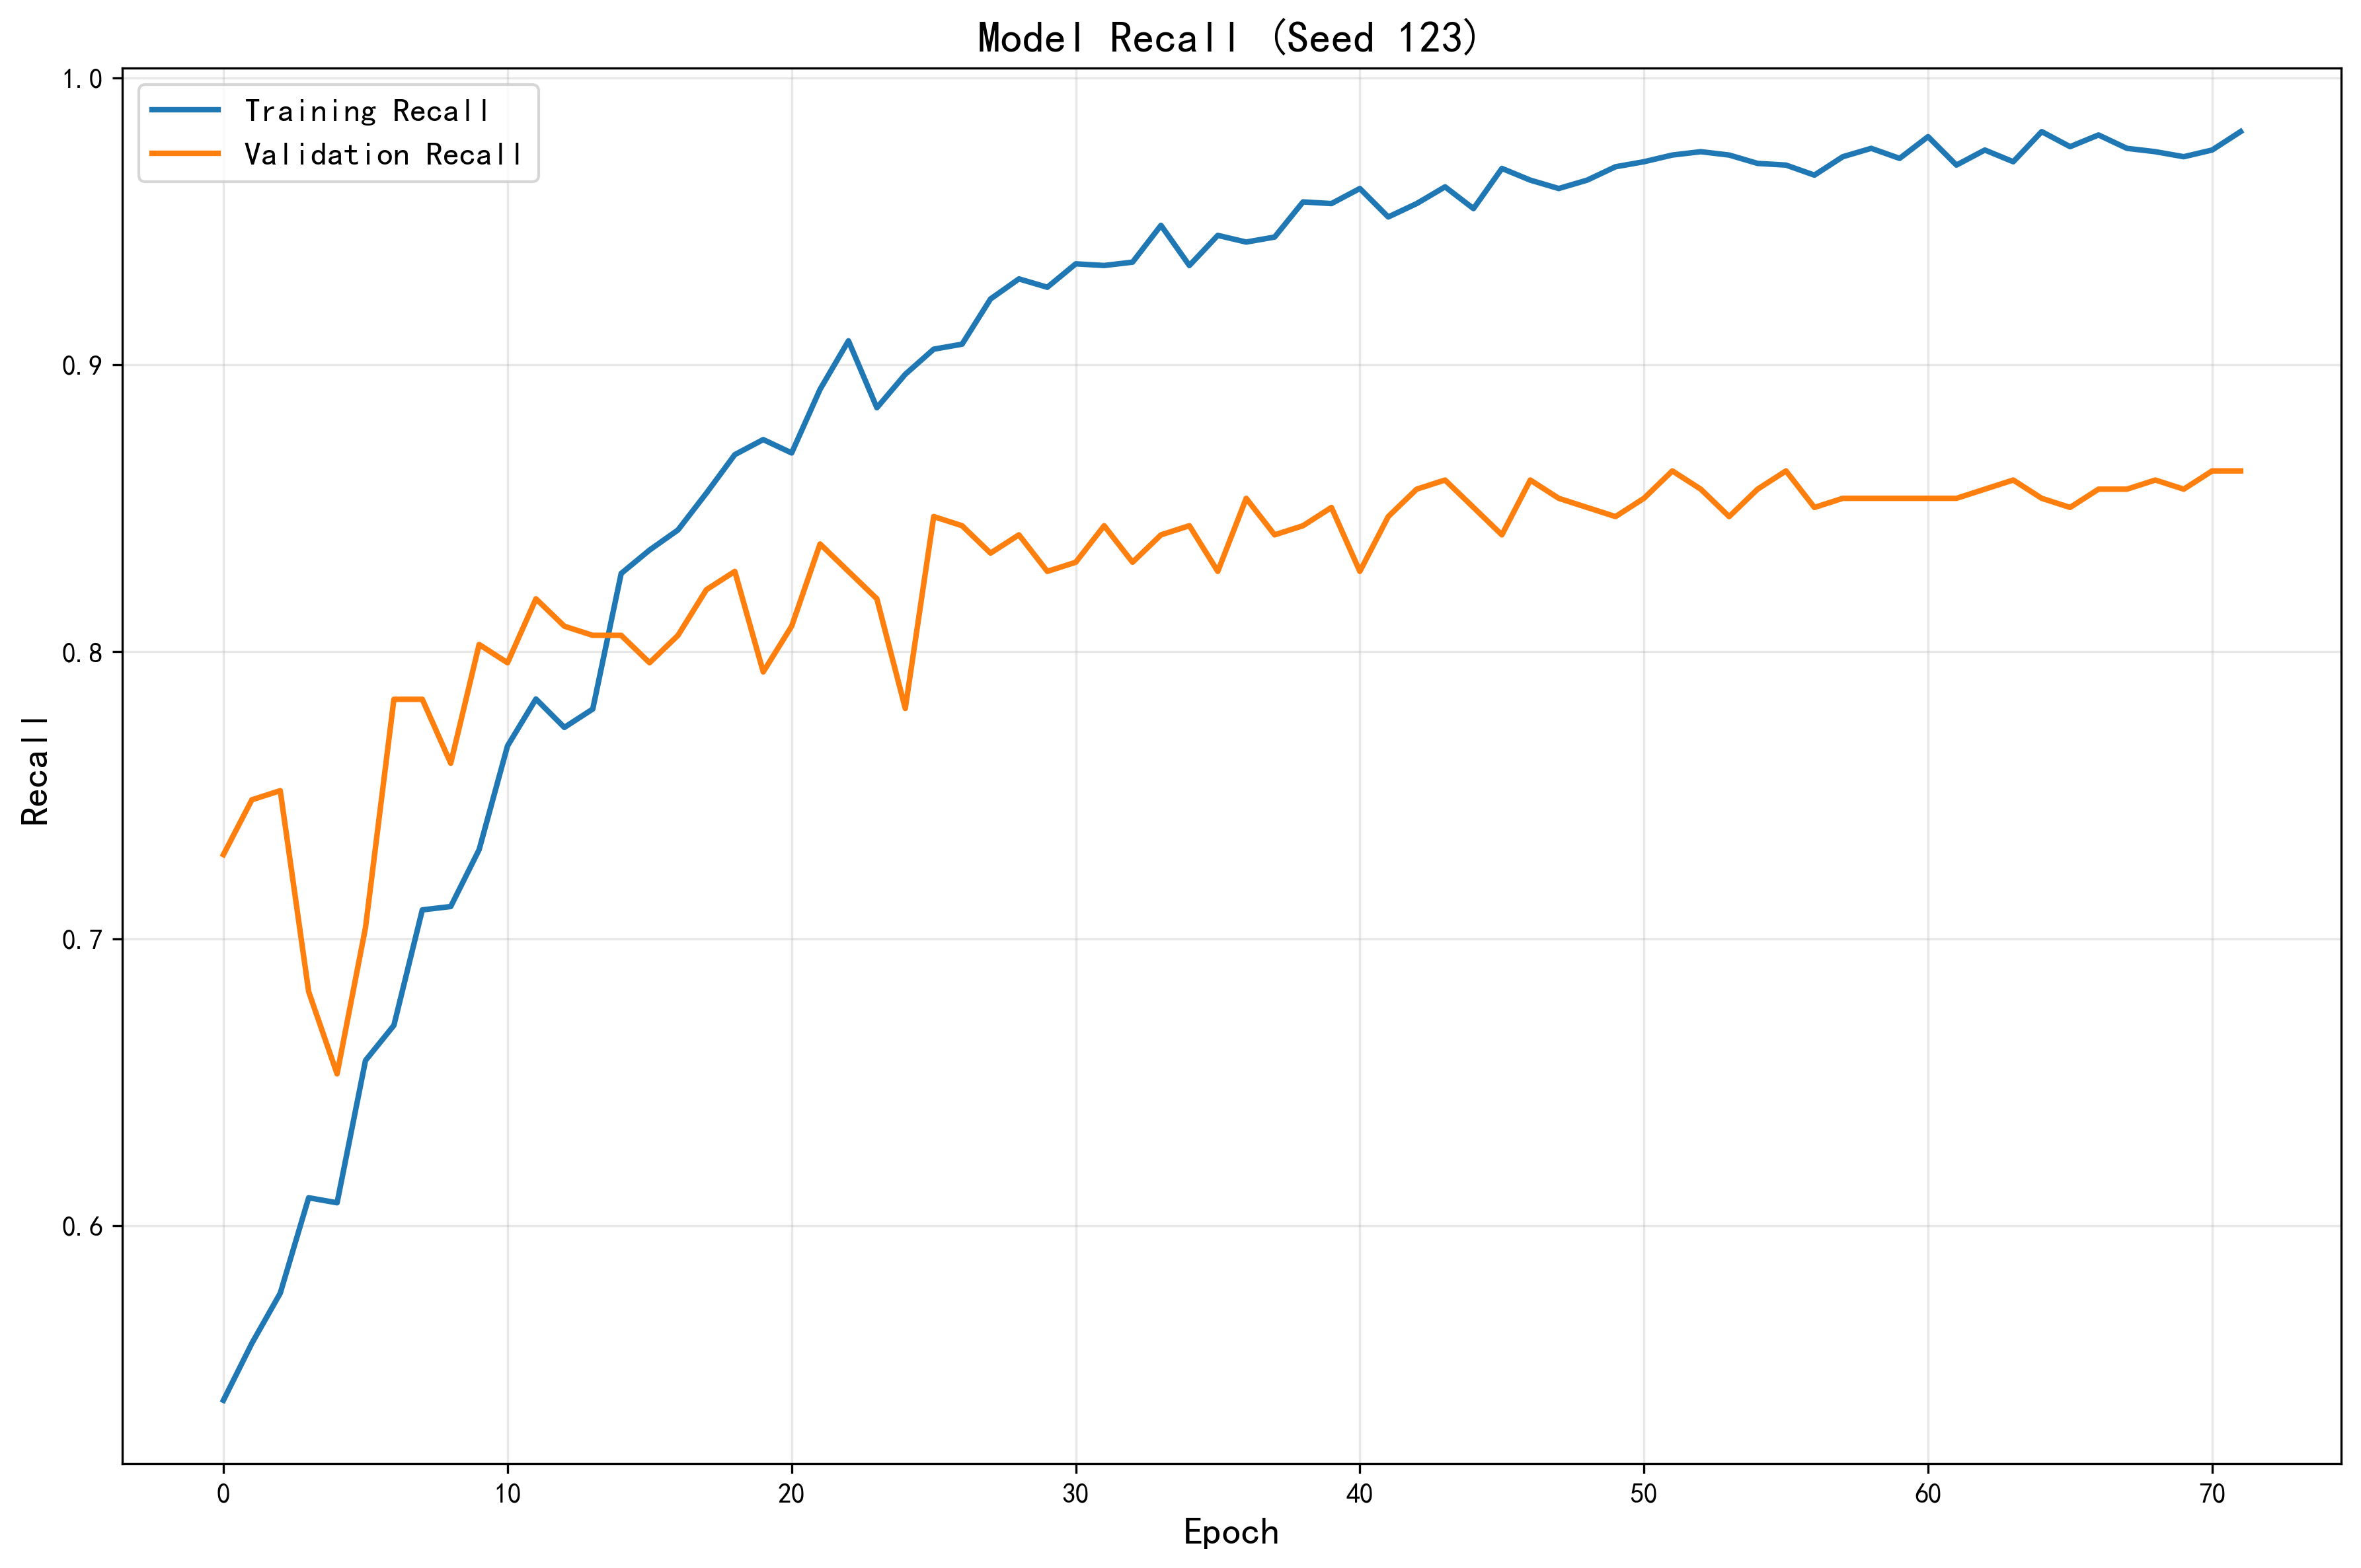 Model Recall (Seed 123)
1.0
Training Recall
Validation Recall
0.9
0.8
0.7
0.6
Recall
0
10
20
30
40
50
60
70
Epoch